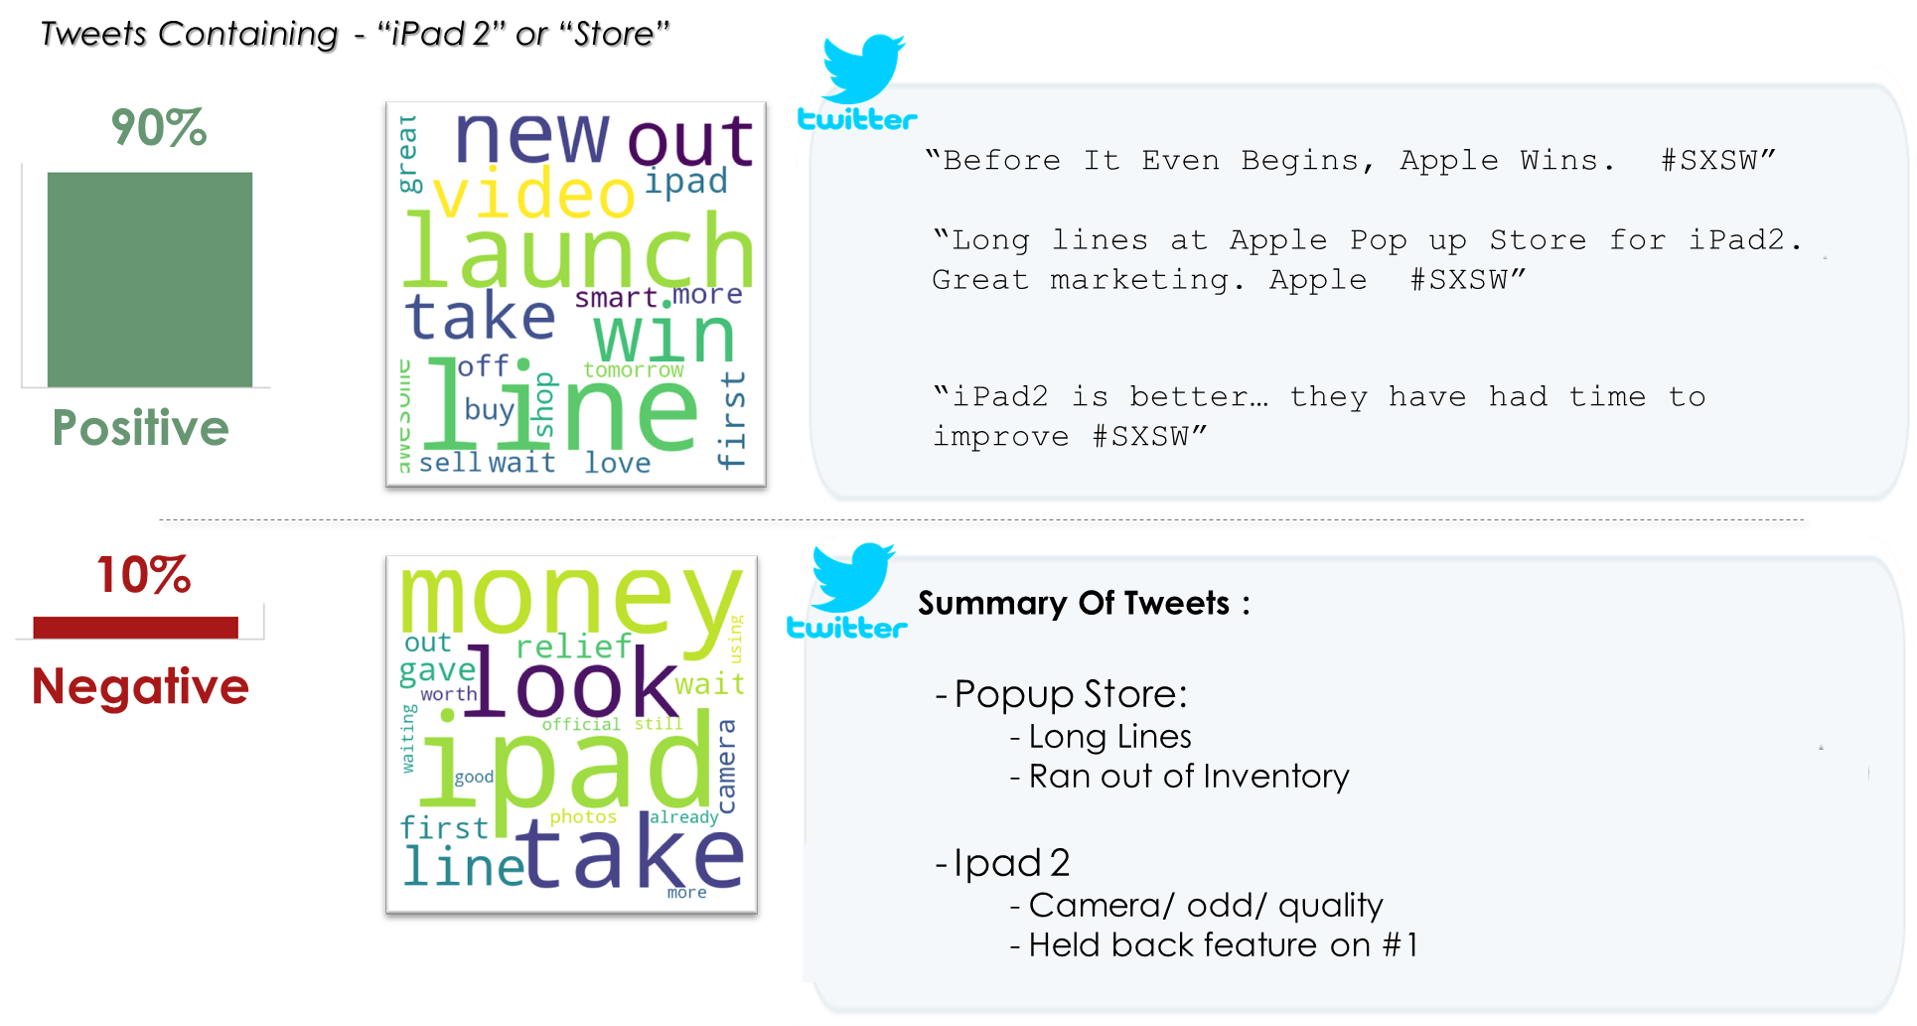 Tweets Containing - “iPad 2” or “Store”
90%
Positive
great
new
out
video
ipad
launch
take
smart
more
win
off
tomorrow
line
awesome
buy
shop
first
sell
wait
love
twitter
“Before It Even Begins, Apple Wins.  #SXSW”
“Long lines at Apple Pop up Store for iPad2.
Great marketing. Apple  #SXSW”
“iPad2 is better… they have had time to
improve #SXSW”
10%
Negative
money
out
relief
using
gave
look
wait
worth
official
still
waiting
ipad
good
camera
photos
already
first
take
line
more
twitter
Summary Of Tweets :
- Popup Store:
- Long Lines
- Ran out of Inventory
- Ipad 2
- Camera/ odd/ quality
- Held back feature on #1